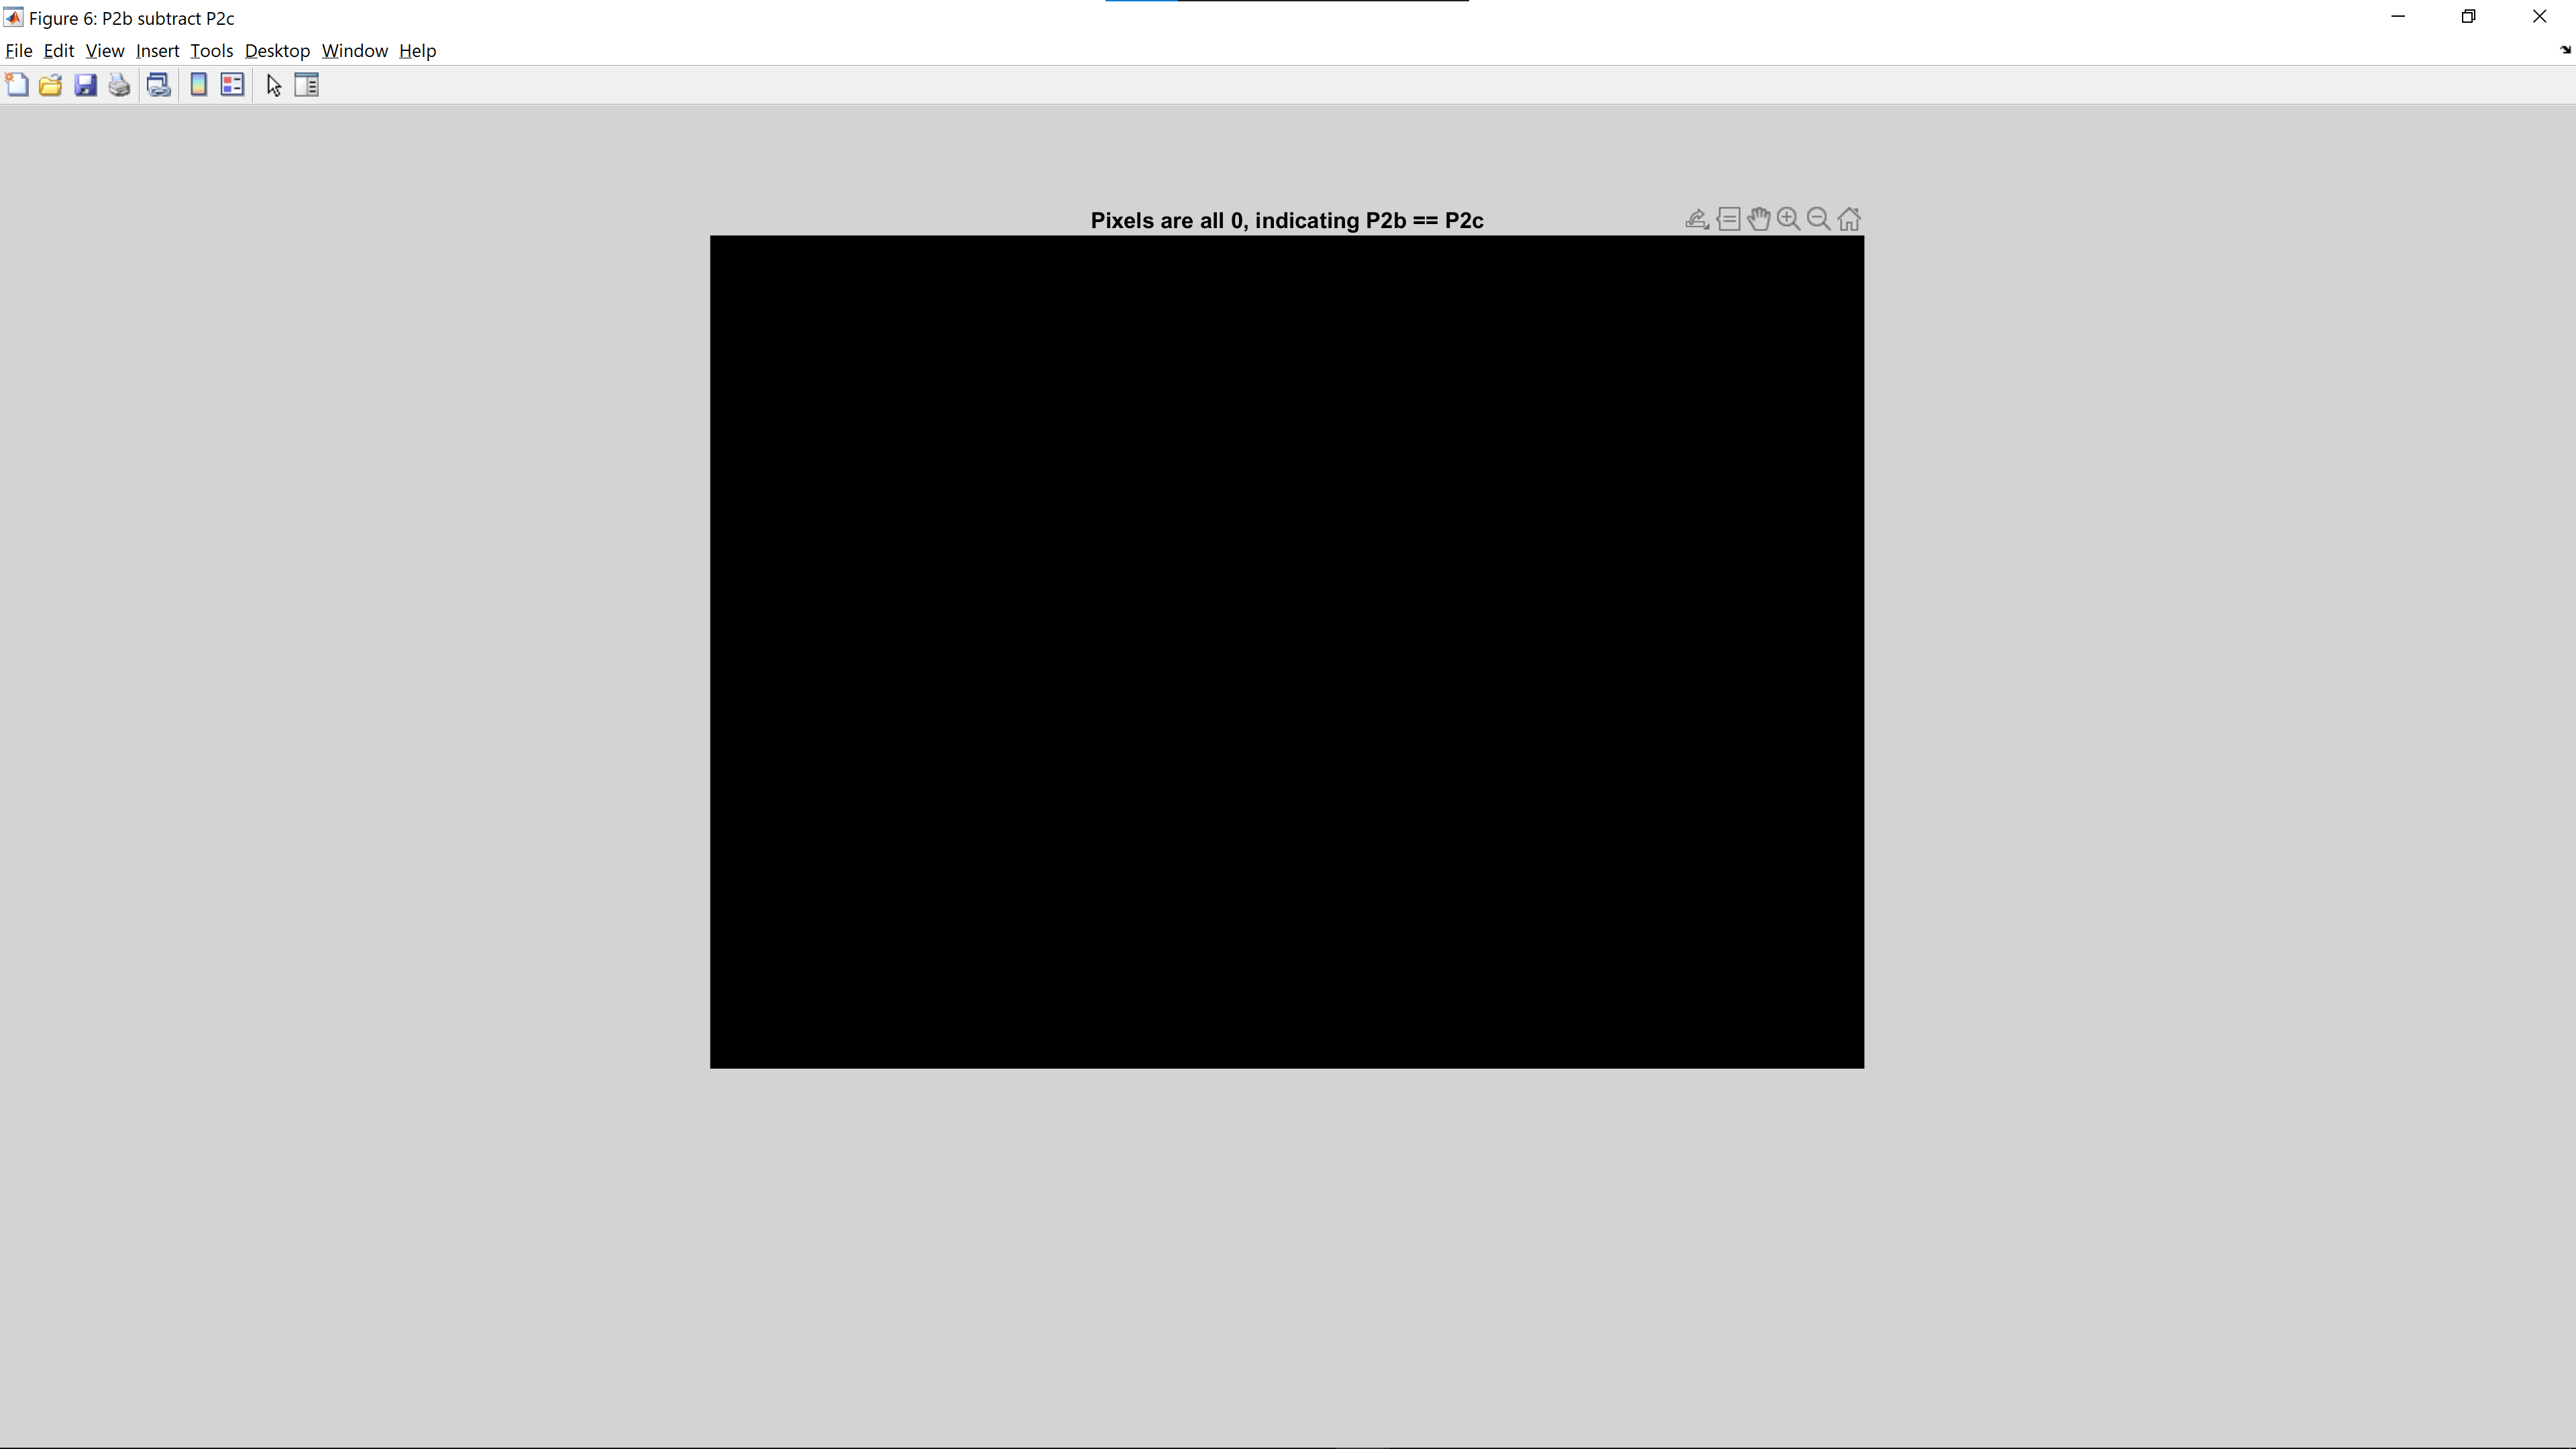 Figure 6: P2b subtract P2c
File Edit View Insert Tools Desktop Window Help
Pixels are all 0, indicating P2b == P2c